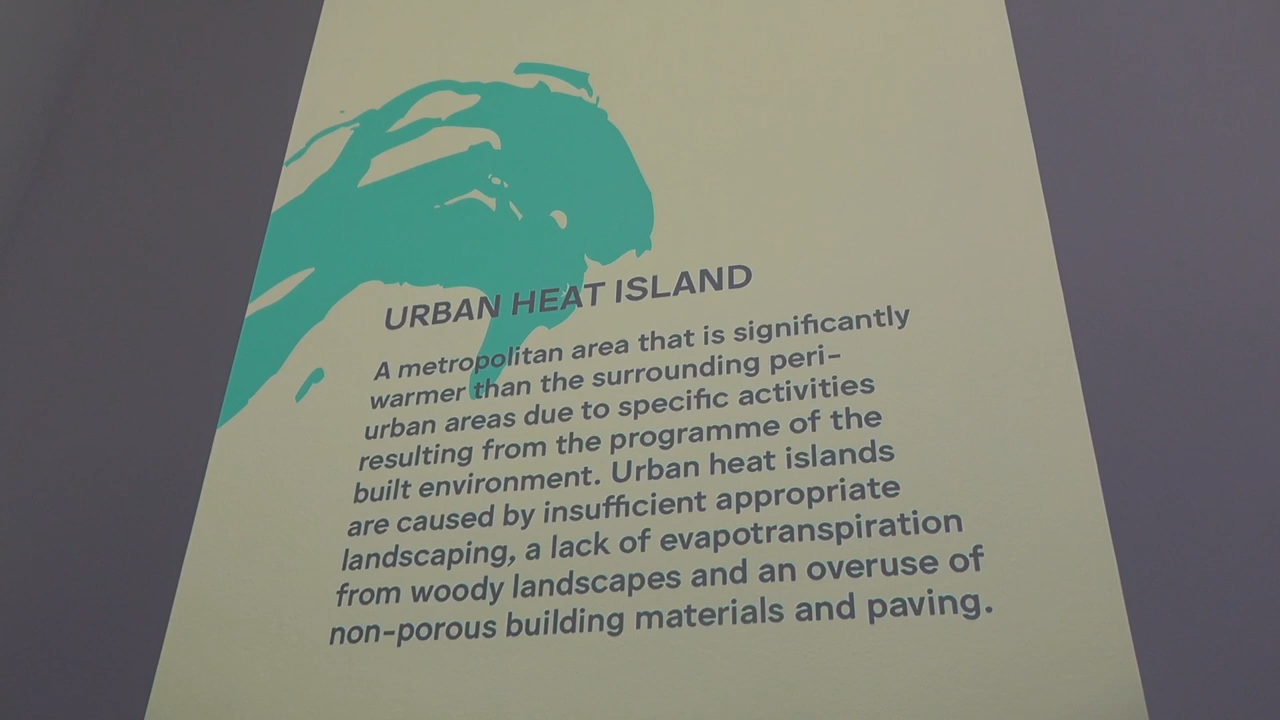 URBAN HEAT ISLAND
A metropolitan area that is significantly
warmer than the surrounding peri-
urban areas due to specific activities
resulting from the programme of the
built environment. Urban heat islands
are caused by insufficient appropriate
landscaping, a lack of evapotranspiration
from woody landscapes and an overuse of
non-porous building materials and paving.